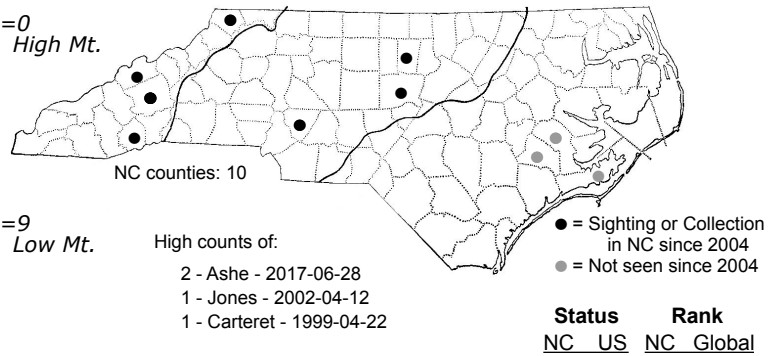 =0
High Mt.
NC counties: 10
=9
Low Mt.
High counts of:
2 - Ashe - 2017-06-28
1 - Jones - 2002-04-12
1 - Carteret - 1999-04-22
● = Sighting or Collection
in NC since 2004
● = Not seen since 2004
Status Rank
NC US NC Global